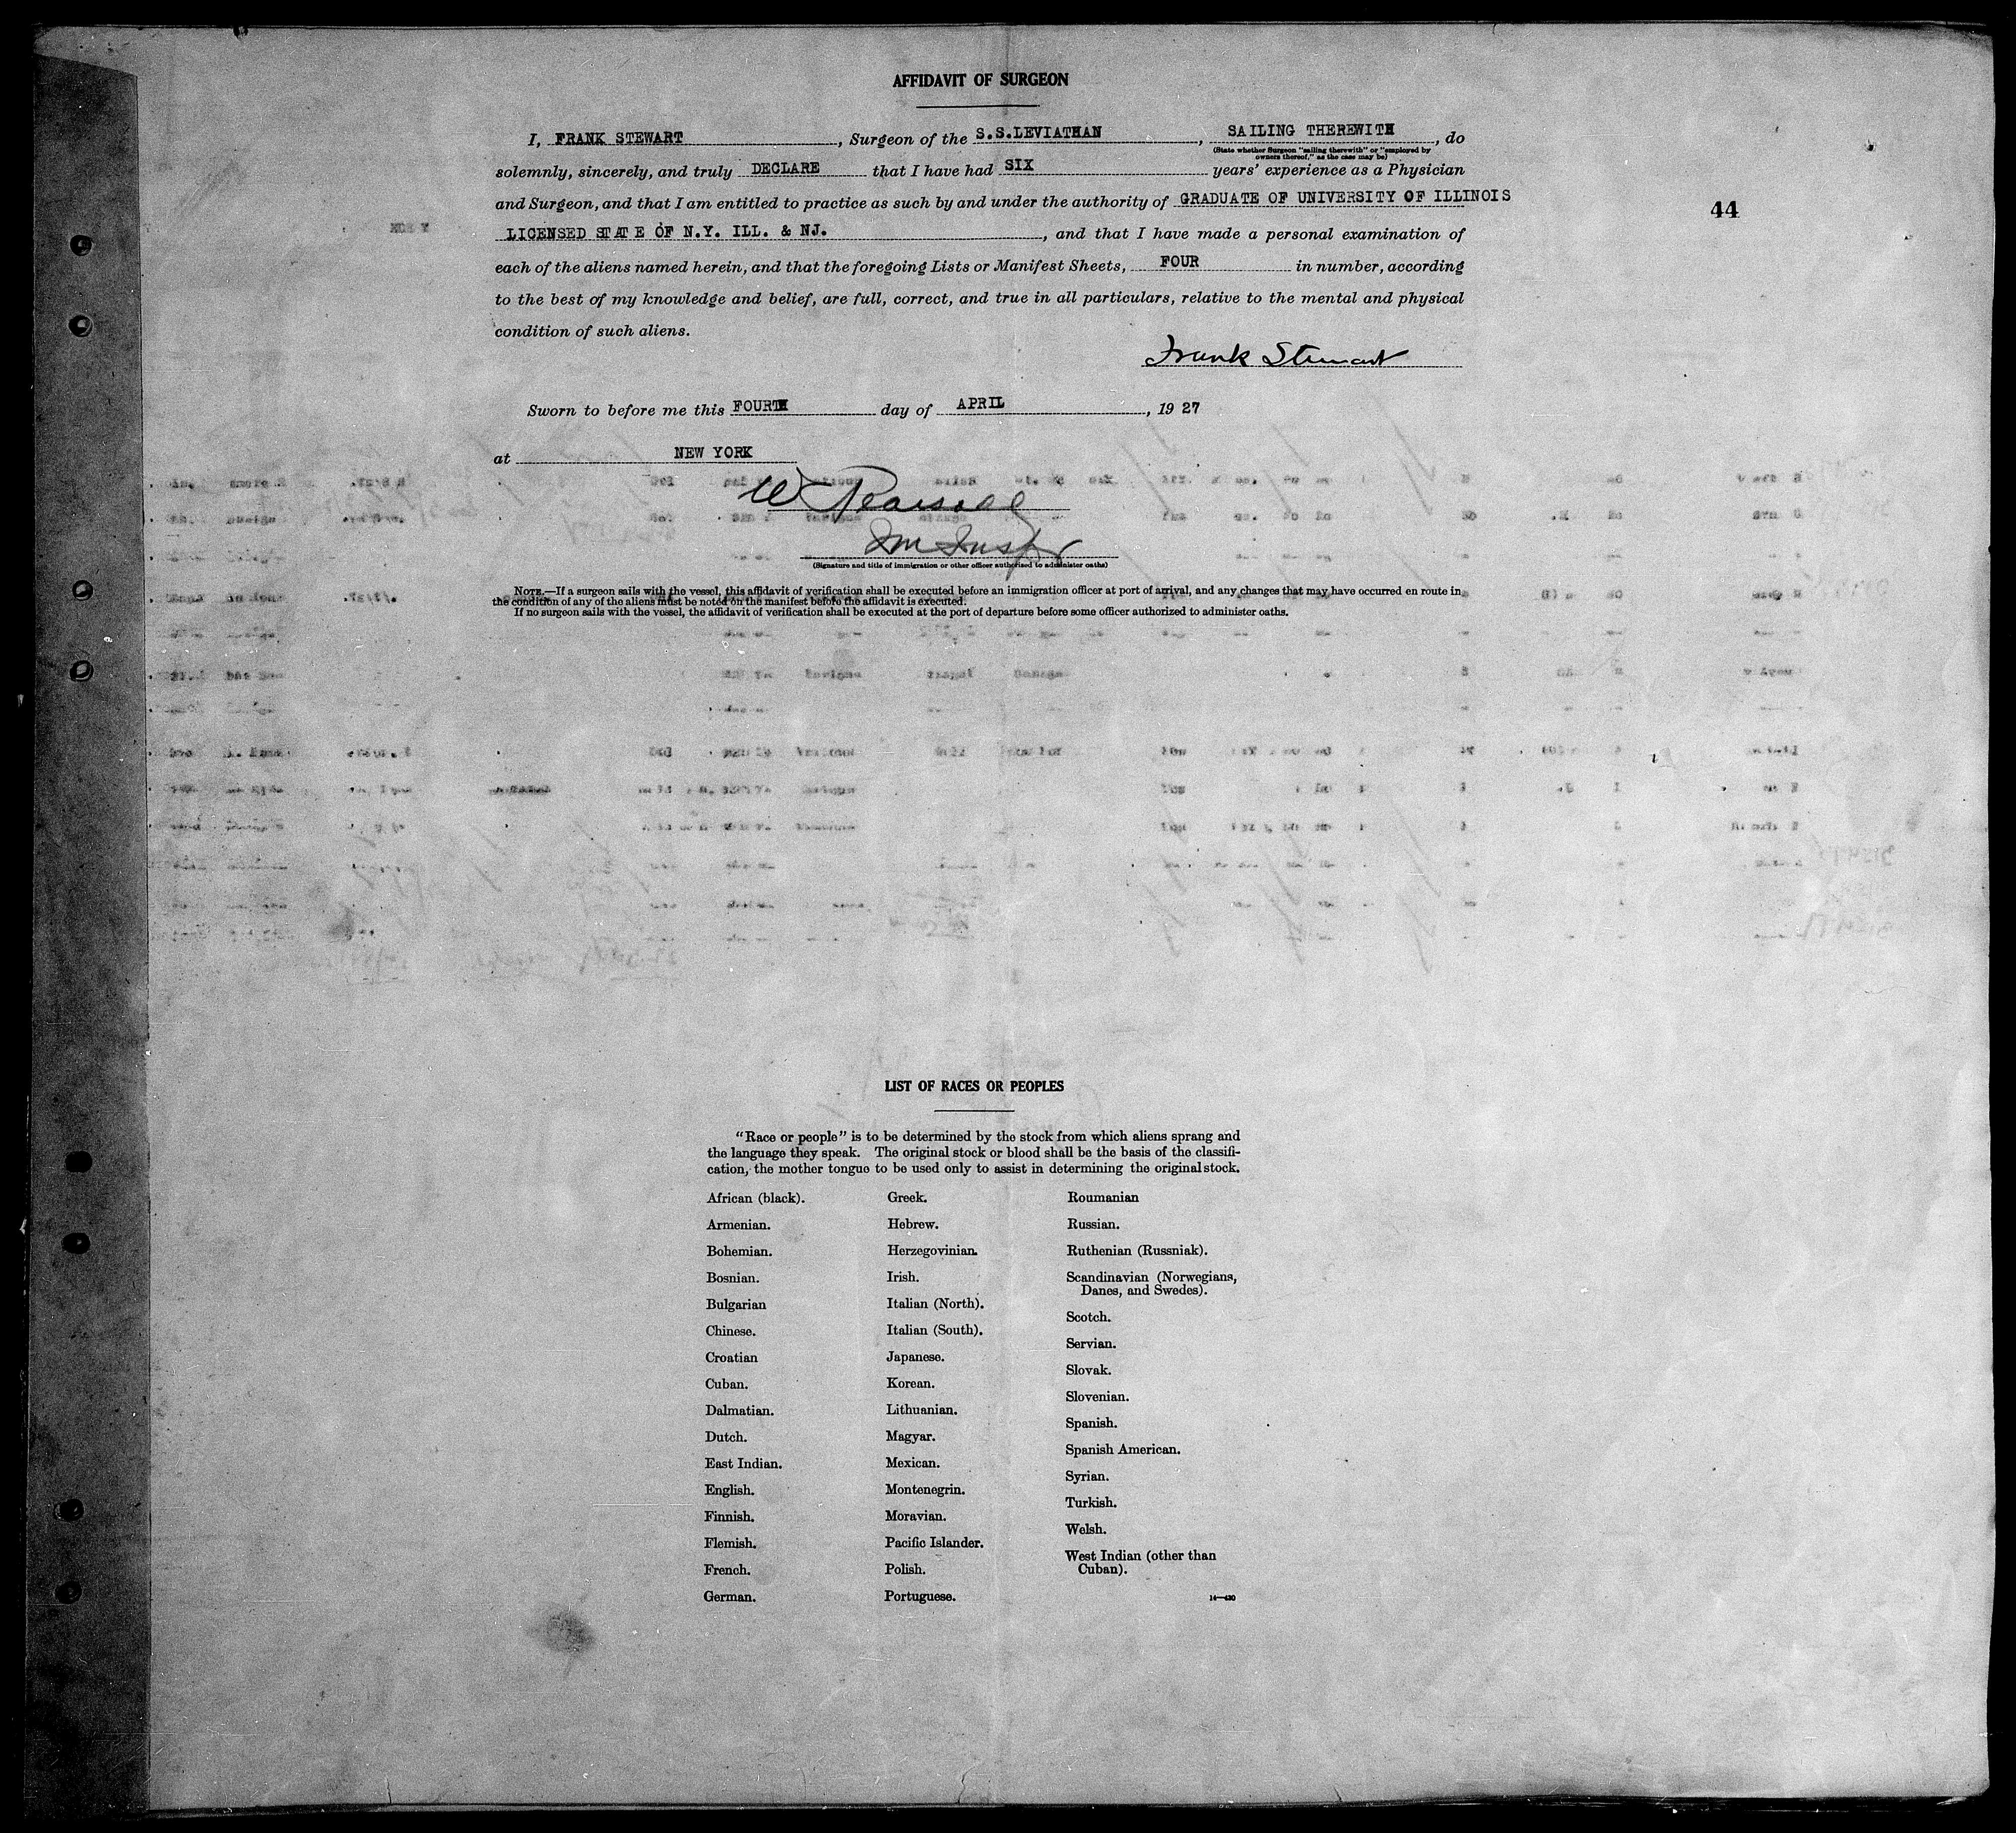 AFFIDAVIT OF SURGEON
I, FRANK STEWART, Surgeon of the S.S.LEVIATHAN, SAILING THEREWITH, do
(State whether Surgeon "sailing therewith" or "employed by
owners thereof," as the case may be)
solemnly, sincerely, and truly DECLARE that I have had SIX years' experience as a Physician
and Surgeon, and that I am entitled to practice as such by and under the authority of GRADUATE OF UNIVERSITY OF ILLINOIS
44
LICENSED STATE OF N.Y. ILL. & NJ., and that I have made a personal examination of
each of the aliens named herein, and that the foregoing Lists or Manifest Sheets, FOUR in number, according
to the best of my knowledge and belief, are full, correct, and true in all particulars, relative to the mental and physical
condition of such aliens.
Frank Stewart
Sworn to before me this FOURTH day of APRIL, 19 27
at NEW YORK
W Pearsall
Im Inspr
(Signature and title of immigration or other officer authorized to administer oaths)
NOTE.—If a surgeon sails with the vessel, this affidavit of verification shall be executed before an immigration officer at port of arrival, and any changes that may have occurred en route in
the condition of any of the aliens must be noted on the manifest before the affidavit is executed.
If no surgeon sails with the vessel, the affidavit of verification shall be executed at the port of departure before some officer authorized to administer oaths.
LIST OF RACES OR PEOPLES
"Race or people" is to be determined by the stock from which aliens sprang and
the language they speak. The original stock or blood shall be the basis of the classifi-
cation, the mother tongue to be used only to assist in determining the original stock.
African (black).
Armenian.
Bohemian.
Bosnian.
Bulgarian
Chinese.
Croatian
Cuban.
Dalmatian.
Dutch.
East Indian.
English.
Finnish.
Flemish.
French.
German.
Greek.
Hebrew.
Herzegovinian.
Irish.
Italian (North).
Italian (South).
Japanese.
Korean.
Lithuanian.
Magyar.
Mexican.
Montenegrin.
Moravian.
Pacific Islander.
Polish.
Portuguese.
Roumanian
Russian.
Ruthenian (Russniak).
Scandinavian (Norwegians,
Danes, and Swedes).
Scotch.
Servian.
Slovak.
Slovenian.
Spanish.
Spanish American.
Syrian.
Turkish.
Welsh.
West Indian (other than
Cuban).
14—430